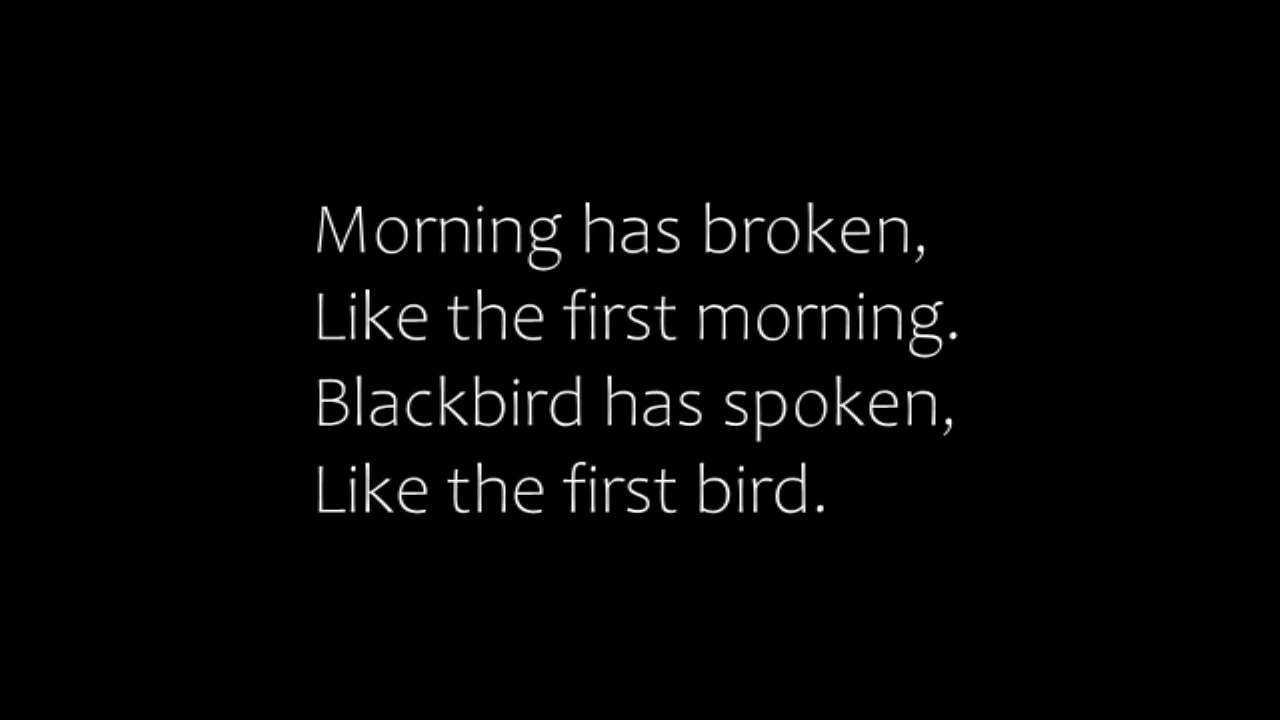 Morning has broken,
Like the first morning.
Blackbird has spoken,
Like the first bird.